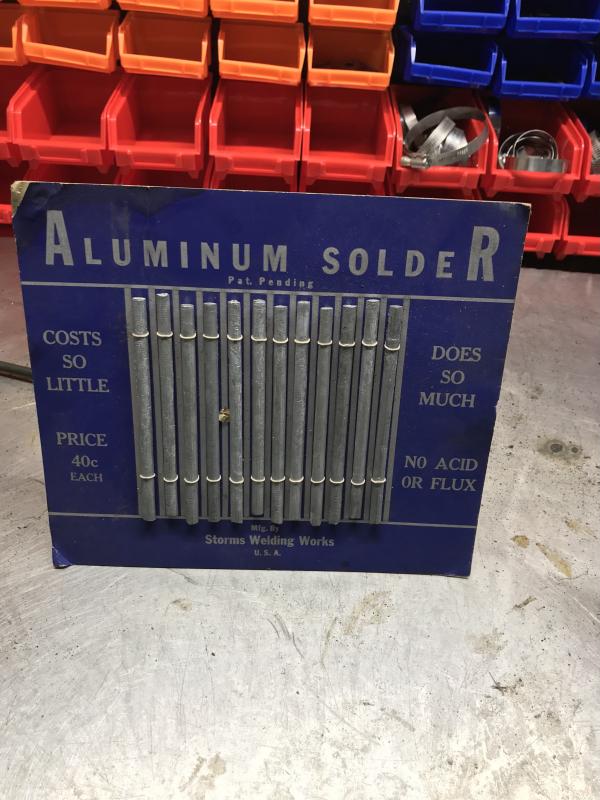 ALUMINUM SOLDER
Pat. Pending
COSTS
SO
LITTLE
PRICE
40c
EACH
DOES
SO
MUCH
NO ACID
OR FLUX
Mfg. By
Storms Welding Works
U. S. A.